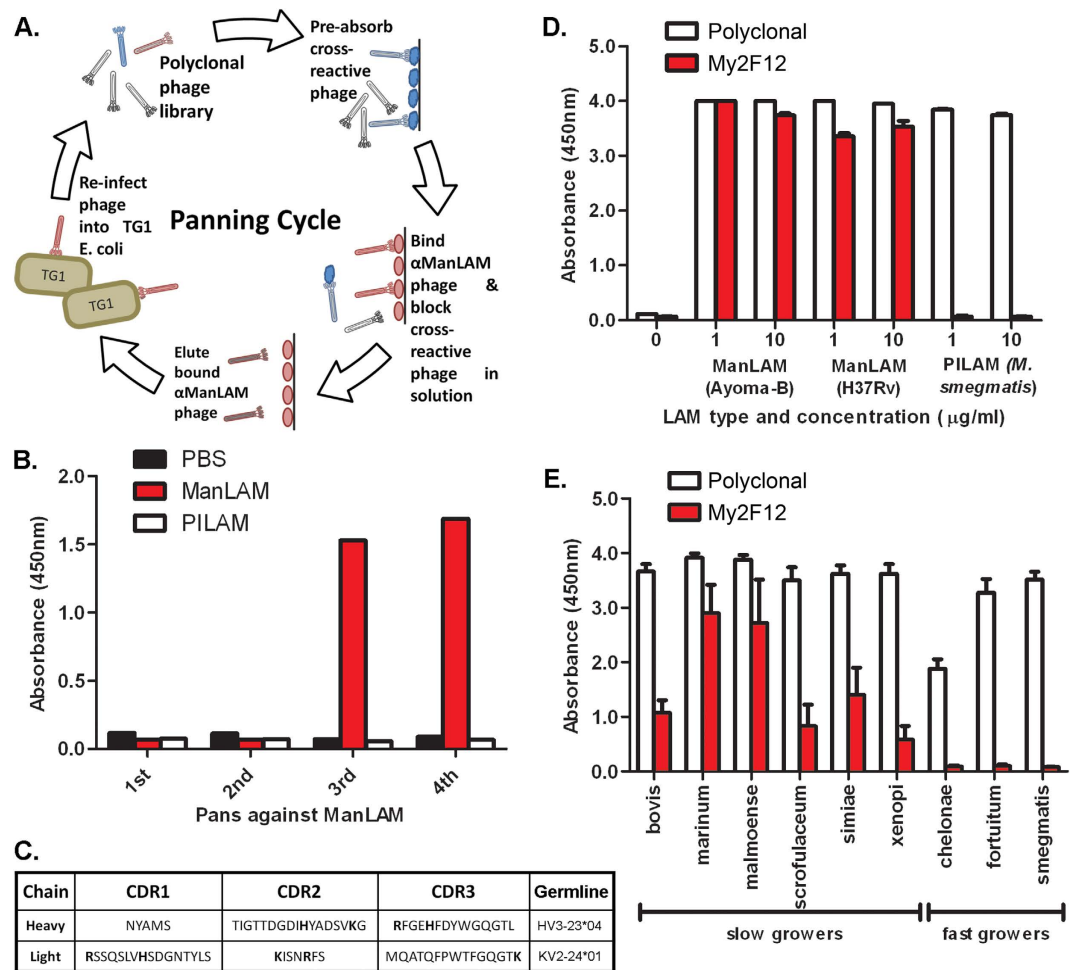 A.
Polyclonal
phage
library
Pre-absorb
cross-
reactive
phage
Re-infect
phage
into TG1
E. coli
Panning Cycle
Bind
αManLAM
phage &
block
cross-
reactive
phage in
solution
TG1
TG1
Elute
bound
αManLAM
phage
B.
PBS
ManLAM
PILAM
Absorbance (450nm)
2.0
1.5
1.0
0.5
0.0
1st 2nd 3rd 4th
Pans against ManLAM
C.
Chain CDR1 CDR2 CDR3 Germline
Heavy NYAMS TIGTTDGDIHYADSVKG RFGEHFDYWGQGTL HV3-23*04
Light RSSQSLVHSDGNTYLS KISNRFS MQATQFPWTFGQGTK KV2-24*01
D.
Polyclonal
My2F12
Absorbance (450nm)
5.0
4.0
3.0
2.0
1.0
0.0
0 1 10 1 10 1 10
ManLAM ManLAM PILAM (M.
(Ayoma-B) (H37Rv) smegmatis)
LAM type and concentration ( μg/ml)
E.
Polyclonal
My2F12
Absorbance (450nm)
5.0
4.0
3.0
2.0
1.0
0.0
bovis
marinum
malmoense
scrofulaceum
simiae
xenopi
chelonae
fortuitum
smegmatis
slow growers fast growers